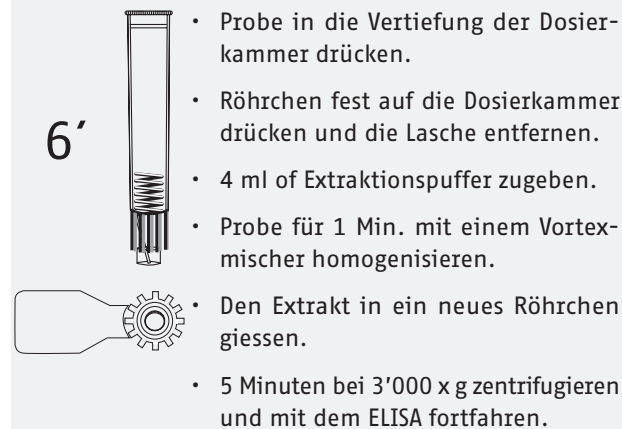 • Probe in die Vertiefung der Dosier-
kammer drücken.
• Röhrchen fest auf die Dosierkammer
drücken und die Lasche entfernen.
6´
• 4 ml of Extraktionspuffer zugeben.
• Probe für 1 Min. mit einem Vortex-
mischer homogenisieren.
• Den Extrakt in ein neues Röhrchen
giessen.
• 5 Minuten bei 3’000 x g zentrifugieren
und mit dem ELISA fortfahren.